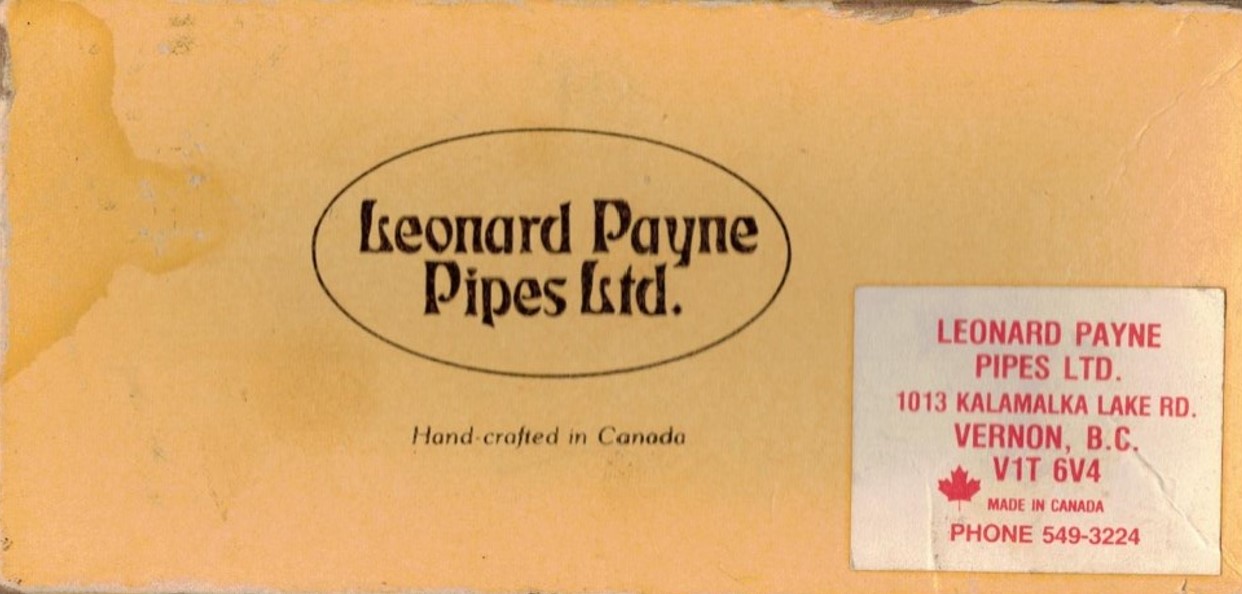 Leonard Payne
Pipes Ltd.
Hand-crafted in Canada
LEONARD PAYNE
PIPES LTD.
1013 KALAMALKA LAKE RD.
VERNON, B.C.
V1T 6V4
MADE IN CANADA
PHONE 549-3224